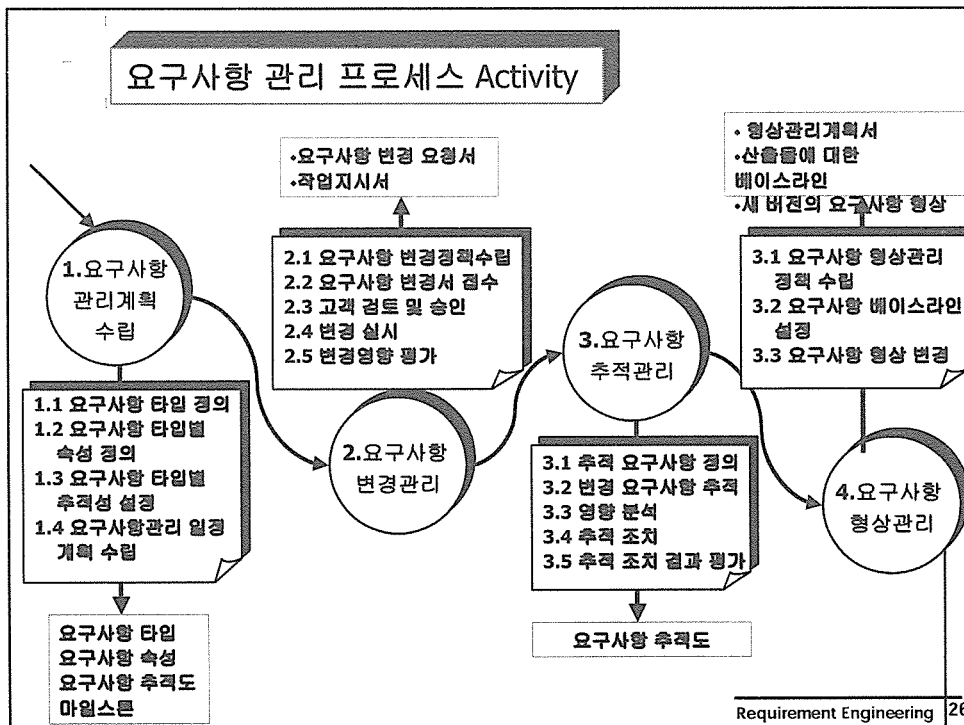 요구사항 관리 프로세스 Activity
•요구사항 변경 요청서
•작업지시서
• 형상관리계획서
•산출물에 대한
베이스라인
•새 버전의 요구사항 형상
1.요구사항
관리계획
수립
2.1 요구사항 변경정책수립
2.2 요구사항 변경서 접수
2.3 고객 검토 및 승인
2.4 변경 실시
2.5 변경영향 평가
3.요구사항
추적관리
3.1 요구사항 형상관리
정책 수립
3.2 요구사항 베이스라인
설정
3.3 요구사항 형상 변경
1.1 요구사항 타입 정의
1.2 요구사항 타입별
속성 정의
1.3 요구사항 타입별
추적성 설정
1.4 요구사항관리 일정
계획 수립
2.요구사항
변경관리
3.1 추적 요구사항 정의
3.2 변경 요구사항 추적
3.3 영향 분석
3.4 추적 조치
3.5 추적 조치 결과 평가
4.요구사항
형상관리
요구사항 타입
요구사항 속성
요구사항 추적도
마일스톤
요구사항 추적도
Requirement Engineering 26